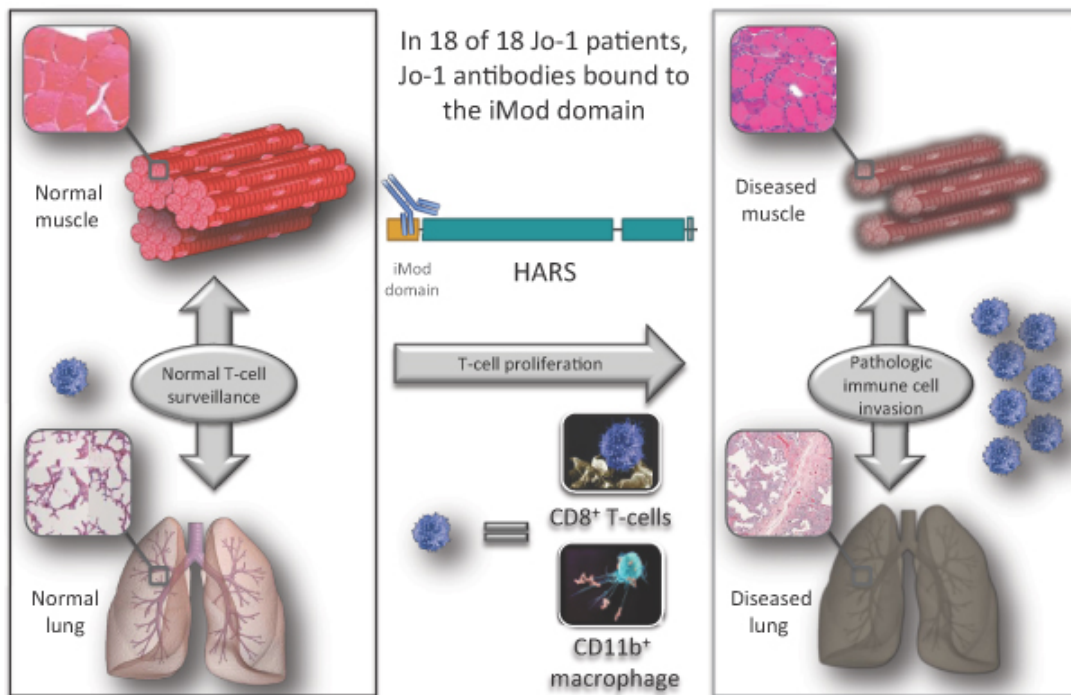 Normal
muscle
Normal T-cell
surveillance
Normal
lung
In 18 of 18 Jo-1 patients,
Jo-1 antibodies bound to
the iMod domain
iMod
domain
HARS
T-cell proliferation
CD8⁺ T-cells
CD11b⁺
macrophage
Diseased
muscle
Pathologic
immune cell
invasion
Diseased
lung